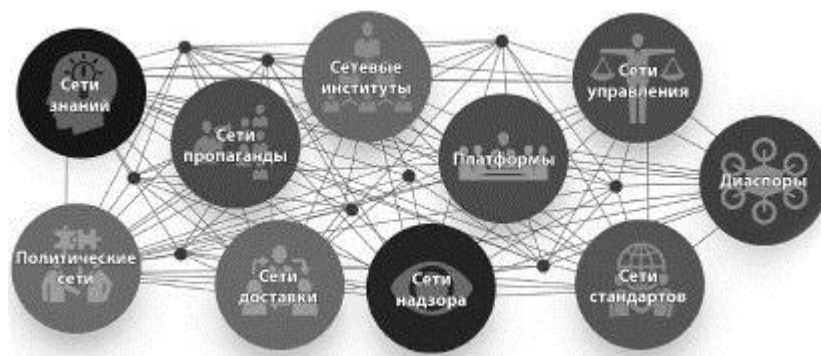 Сети
знаний
Сети
пропаганды
Сетевые
институты
Платформы
Сети
управления
Диаспоры
Политические
сети
Сети
доставки
Сети
надзора
Сети
стандартов